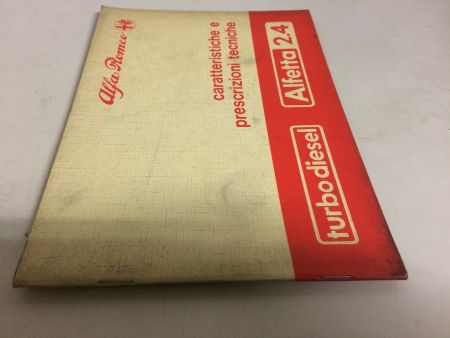 Alfa Romeo
caratteristiche e
prescrizioni tecniche
turbodiesel Alfetta 2.4